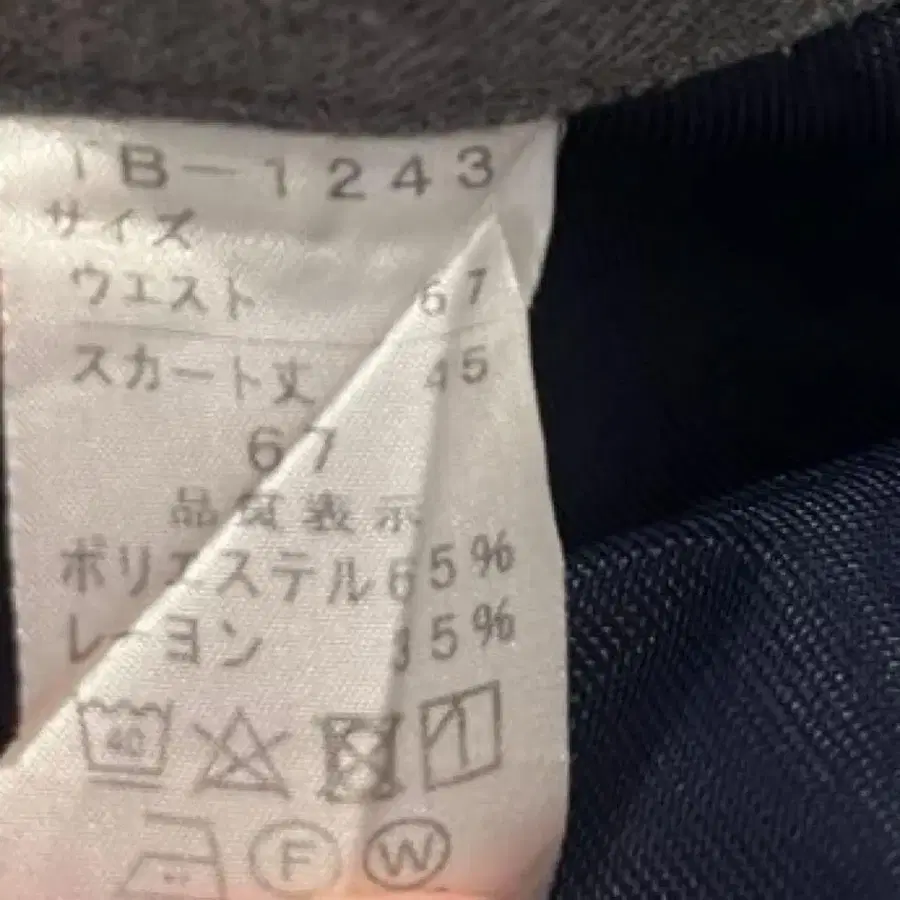 TB-1243
サイズ
ウエスト 67
スカート丈 45
67
品質表示
ポリエステル65%
レーヨン 35%
40
F W